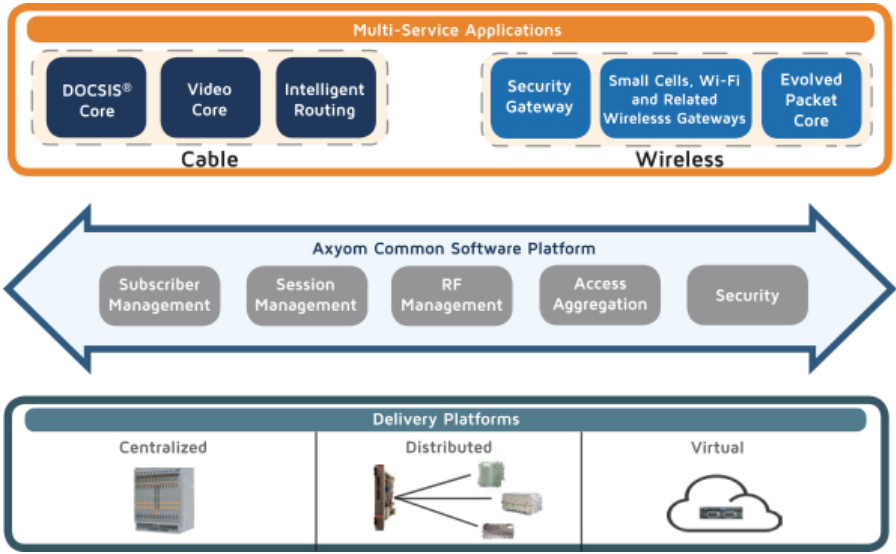 Multi-Service Applications
DOCSIS® Core
Video Core
Intelligent Routing
Cable
Security Gateway
Small Cells, Wi-Fi and Related Wirelesss Gateways
Evolved Packet Core
Wireless
Axyom Common Software Platform
Subscriber Management
Session Management
RF Management
Access Aggregation
Security
Delivery Platforms
Centralized
Distributed
Virtual